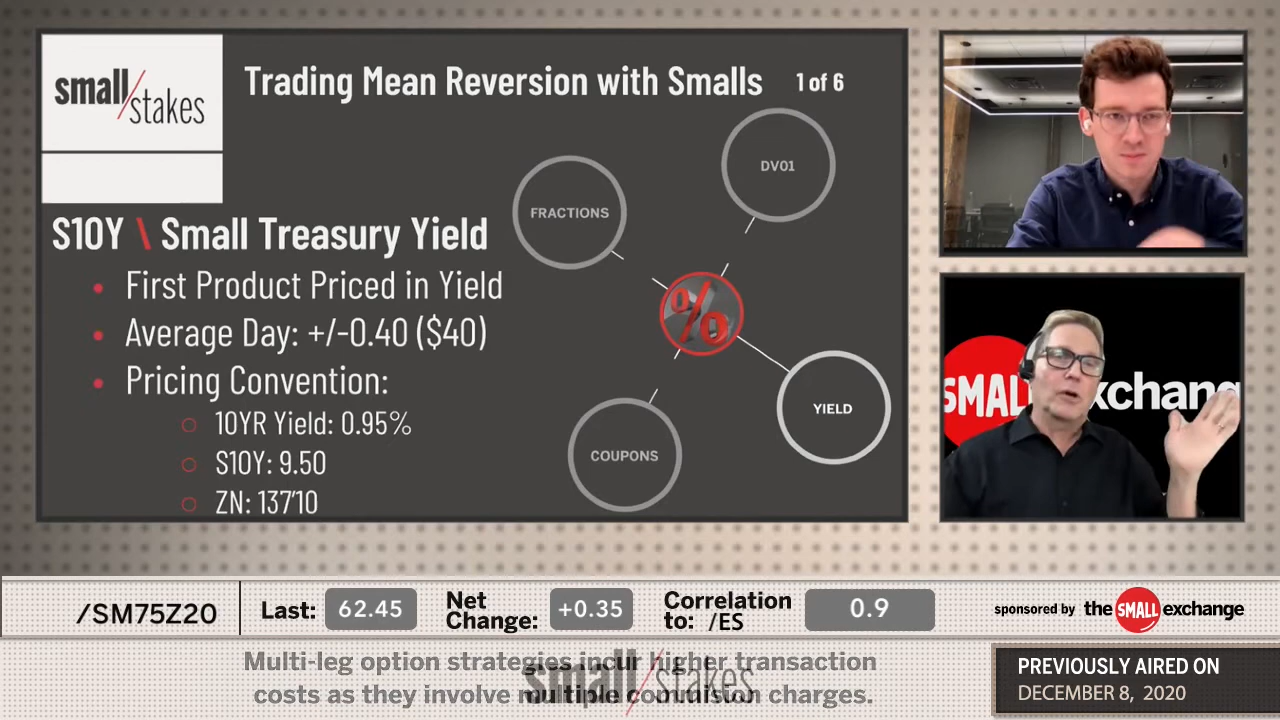 small/stakes
Trading Mean Reversion with Smalls
1 of 6
S10Y \ Small Treasury Yield
• First Product Priced in Yield
• Average Day: +/-0.40 ($40)
• Pricing Convention:
○ 10YR Yield: 0.95%
○ S10Y: 9.50
○ ZN: 137'10
FRACTIONS
DV01
%
YIELD
COUPONS
SMALL exchang
/SM75Z20
Last: 62.45
Net Change: +0.35
Correlation to: /ES 0.9
sponsored by the SMALL exchange
Multi-leg option strategies incur higher transaction
costs as they involve multiple commision charges.
small/stakes
PREVIOUSLY AIRED ON
DECEMBER 8, 2020